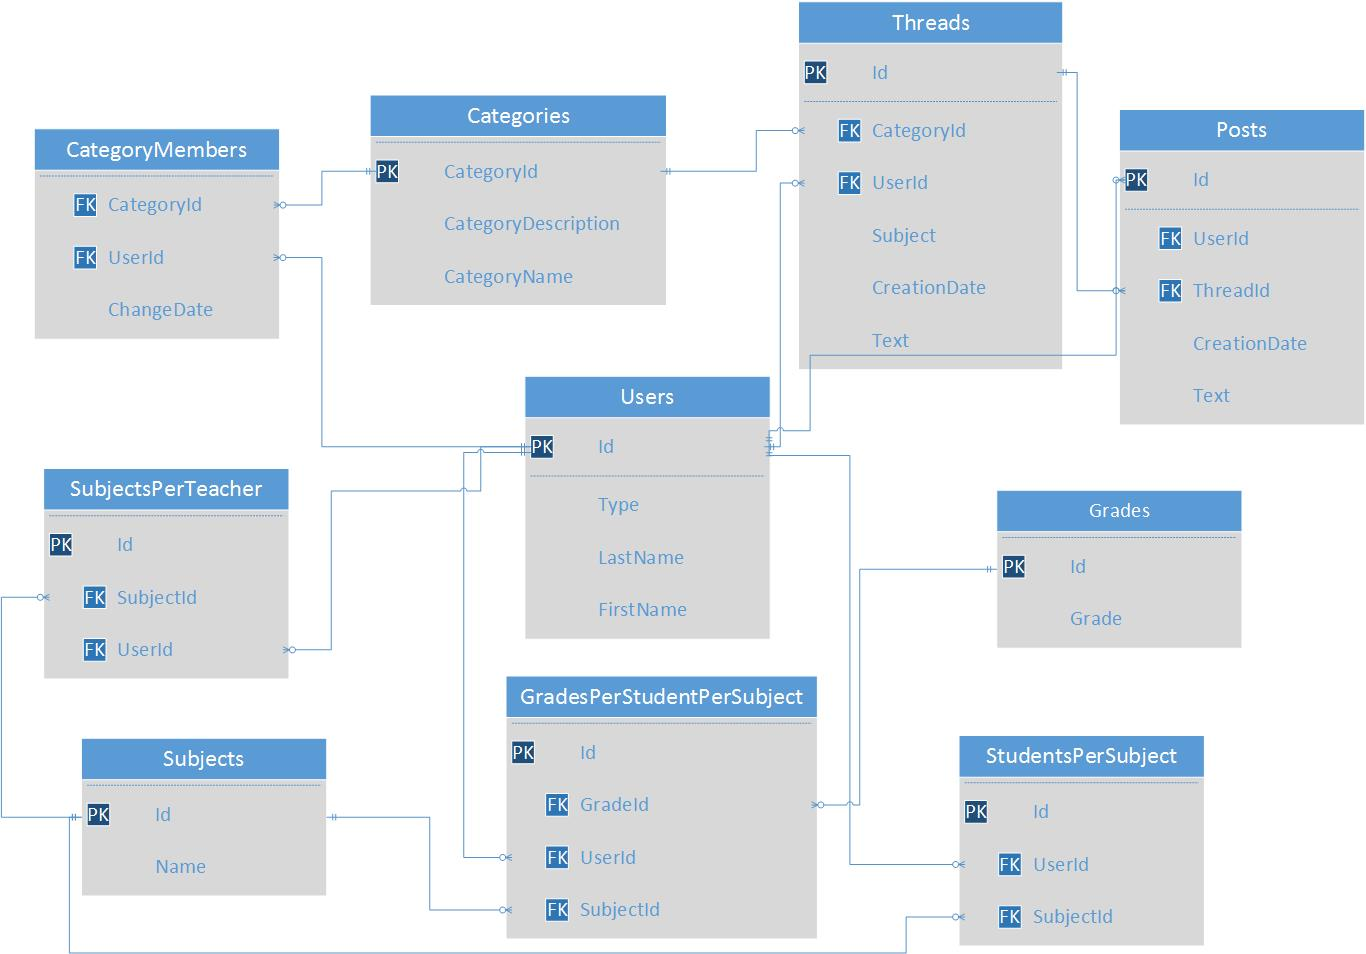 Threads
PK Id
FK CategoryId
FK UserId
Subject
CreationDate
Text
Categories
PK CategoryId
CategoryDescription
CategoryName
Posts
PK Id
FK UserId
FK ThreadId
CreationDate
Text
CategoryMembers
FK CategoryId
FK UserId
ChangeDate
Users
PK Id
Type
LastName
FirstName
SubjectsPerTeacher
PK Id
FK SubjectId
FK UserId
Grades
PK Id
Grade
GradesPerStudentPerSubject
PK Id
FK GradeId
FK UserId
FK SubjectId
Subjects
PK Id
Name
StudentsPerSubject
PK Id
FK UserId
FK SubjectId